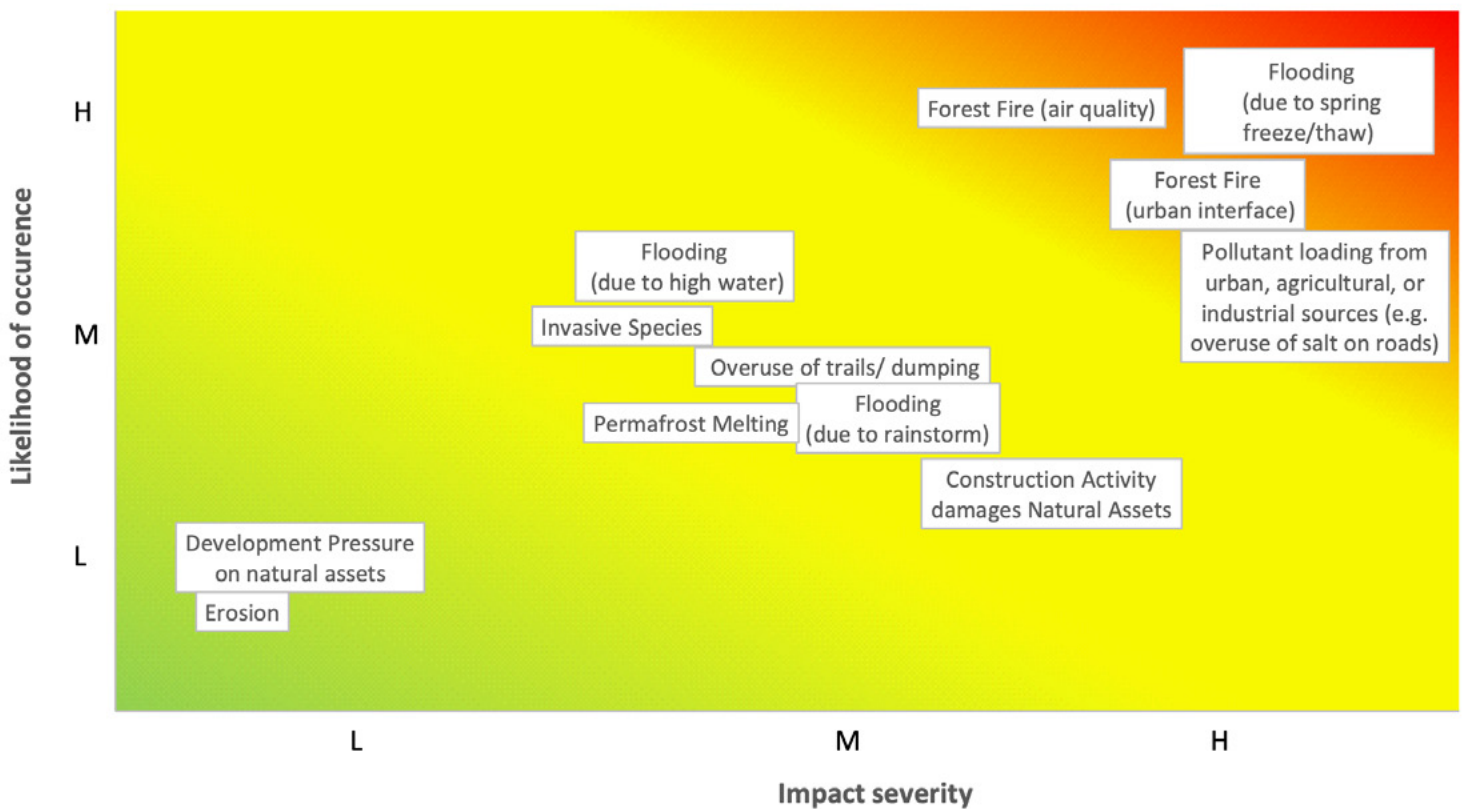 H
Forest Fire (air quality)
Flooding
(due to spring
freeze/thaw)
Forest Fire
(urban interface)
Likelihood of occurence
Flooding
(due to high water)
Pollutant loading from
urban, agricultural, or
industrial sources (e.g.
overuse of salt on roads)
M
Invasive Species
Overuse of trails/ dumping
Permafrost Melting
Flooding
(due to rainstorm)
Construction Activity
damages Natural Assets
L
Development Pressure
on natural assets
Erosion
L
M
H
Impact severity